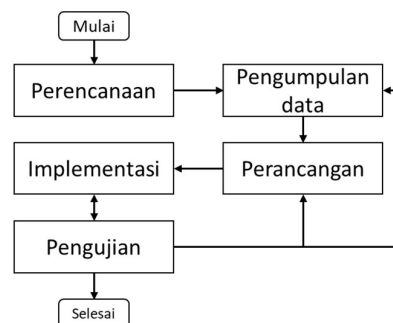 Mulai
Perencanaan
Pengumpulan
data
Implementasi
Perancangan
Pengujian
Selesai